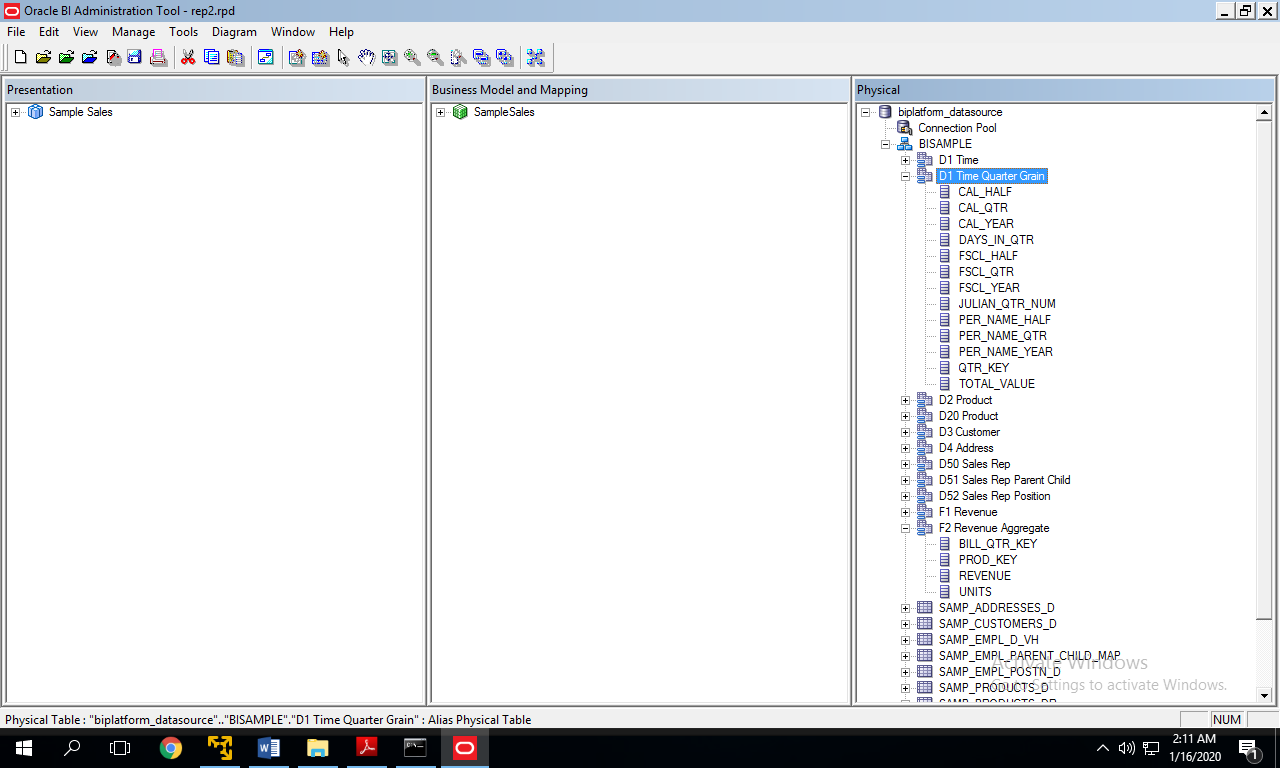 Oracle BI Administration Tool - rep2.rpd
File Edit View Manage Tools Diagram Window Help
Presentation
Sample Sales
Business Model and Mapping
SampleSales
Physical
biplatform_datasource
Connection Pool
BISAMPLE
D1 Time
D1 Time Quarter Grain
CAL_HALF
CAL_QTR
CAL_YEAR
DAYS_IN_QTR
FSCL_HALF
FSCL_QTR
FSCL_YEAR
JULIAN_QTR_NUM
PER_NAME_HALF
PER_NAME_QTR
PER_NAME_YEAR
QTR_KEY
TOTAL_VALUE
D2 Product
D20 Product
D3 Customer
D4 Address
D50 Sales Rep
D51 Sales Rep Parent Child
D52 Sales Rep Position
F1 Revenue
F2 Revenue Aggregate
BILL_QTR_KEY
PROD_KEY
REVENUE
UNITS
SAMP_ADDRESSES_D
SAMP_CUSTOMERS_D
SAMP_EMPL_D_VH
SAMP_EMPL_PARENT_CHILD_MAP
SAMP_EMPL_POSTN_D
SAMP_PRODUCTS_D
Activate Windows
Go to Settings to activate Windows.
Physical Table : "biplatform_datasource".."BISAMPLE"."D1 Time Quarter Grain" : Alias Physical Table
NUM
2:11 AM
1/16/2020
1